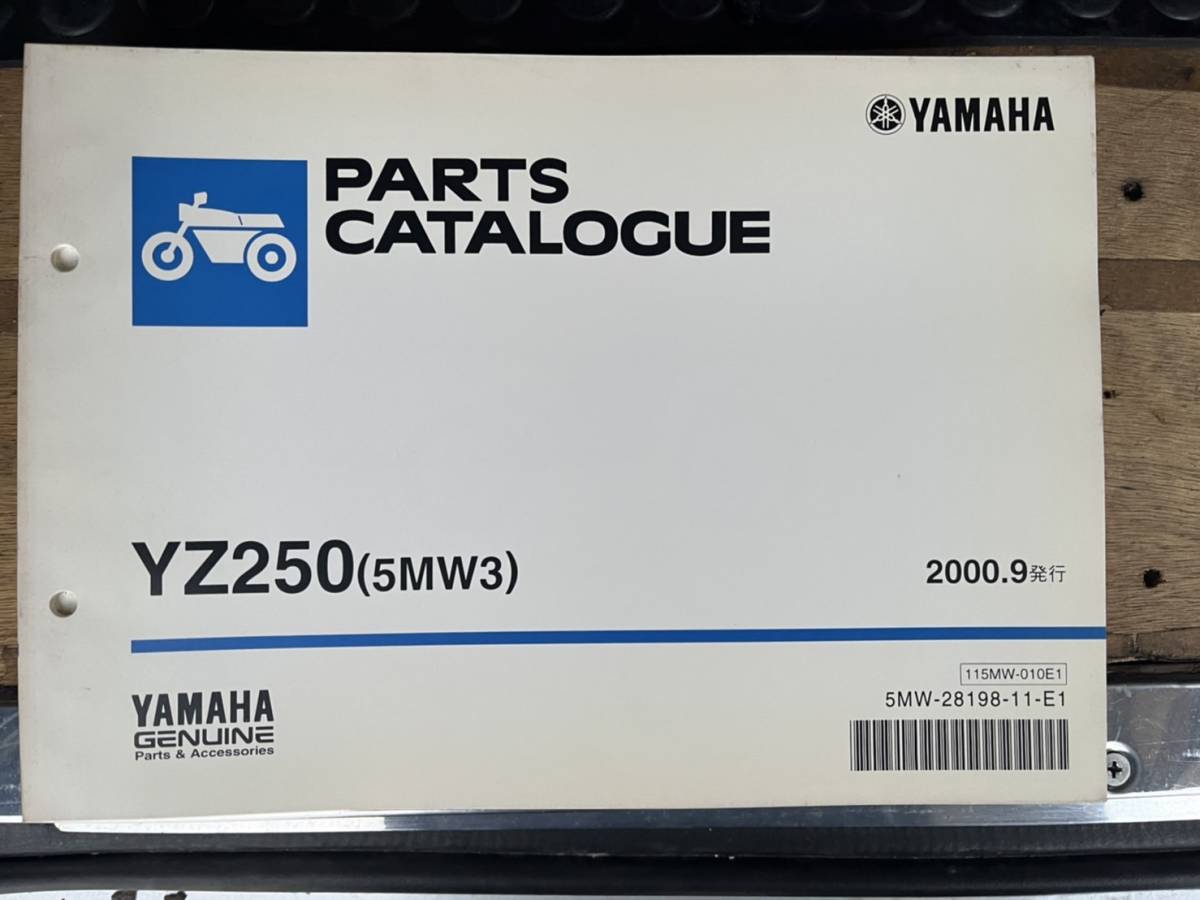 YAMAHA
PARTS
CATALOGUE
YZ250(5MW3)
2000.9発行
115MW-010E1
5MW-28198-11-E1
YAMAHA
GENUINE
Parts & Accessories